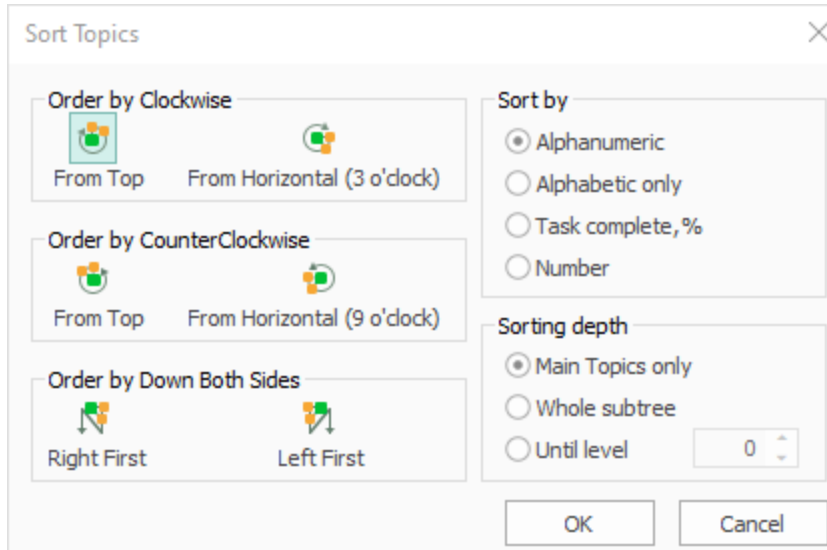 Sort Topics
Order by Clockwise
From Top
From Horizontal (3 o'clock)
Order by CounterClockwise
From Top
From Horizontal (9 o'clock)
Order by Down Both Sides
Right First
Left First
Sort by
Alphanumeric
Alphabetic only
Task complete,%
Number
Sorting depth
Main Topics only
Whole subtree
Until level 0
OK
Cancel